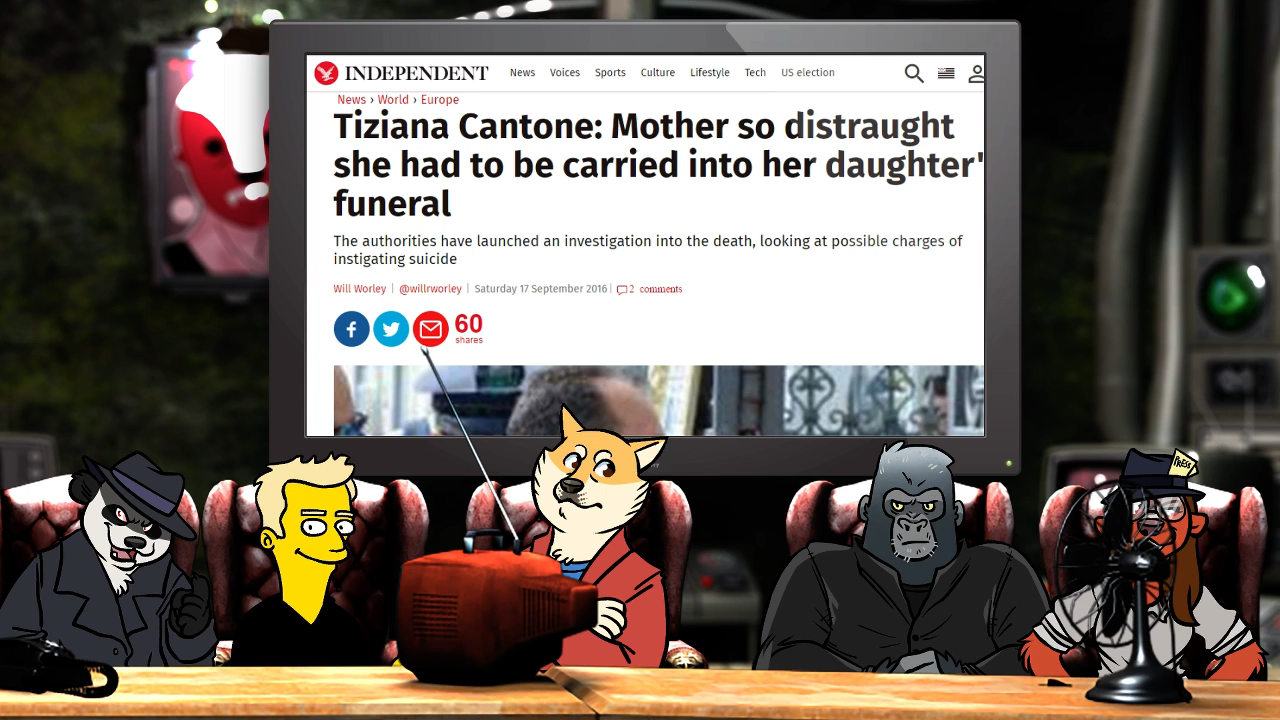 INDEPENDENT News Voices Sports Culture Lifestyle Tech US election
News › World › Europe
Tiziana Cantone: Mother so distraught
she had to be carried into her daughter'
funeral
The authorities have launched an investigation into the death, looking at possible charges of
instigating suicide
Will Worley | @willrworley | Saturday 17 September 2016 | 2 comments
60
shares
PRESS